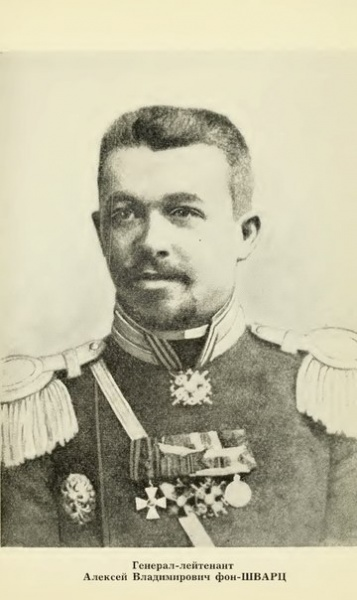 Генерал-лейтенант
Алексей Владимирович фон-ШВАРЦ